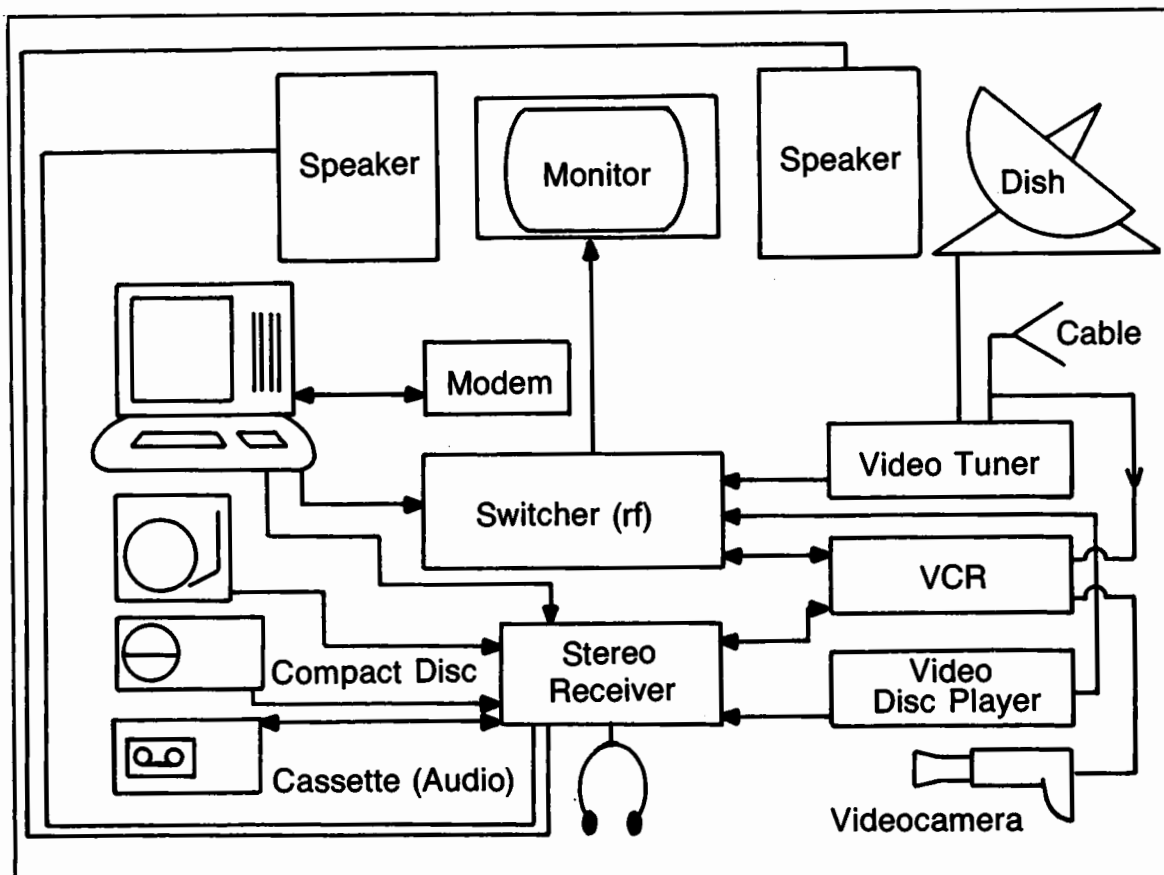 Speaker
Monitor
Speaker
Dish
Cable
Modem
Video Tuner
Switcher (rf)
VCR
Stereo
Receiver
Compact Disc
Video
Disc Player
Cassette (Audio)
Videocamera